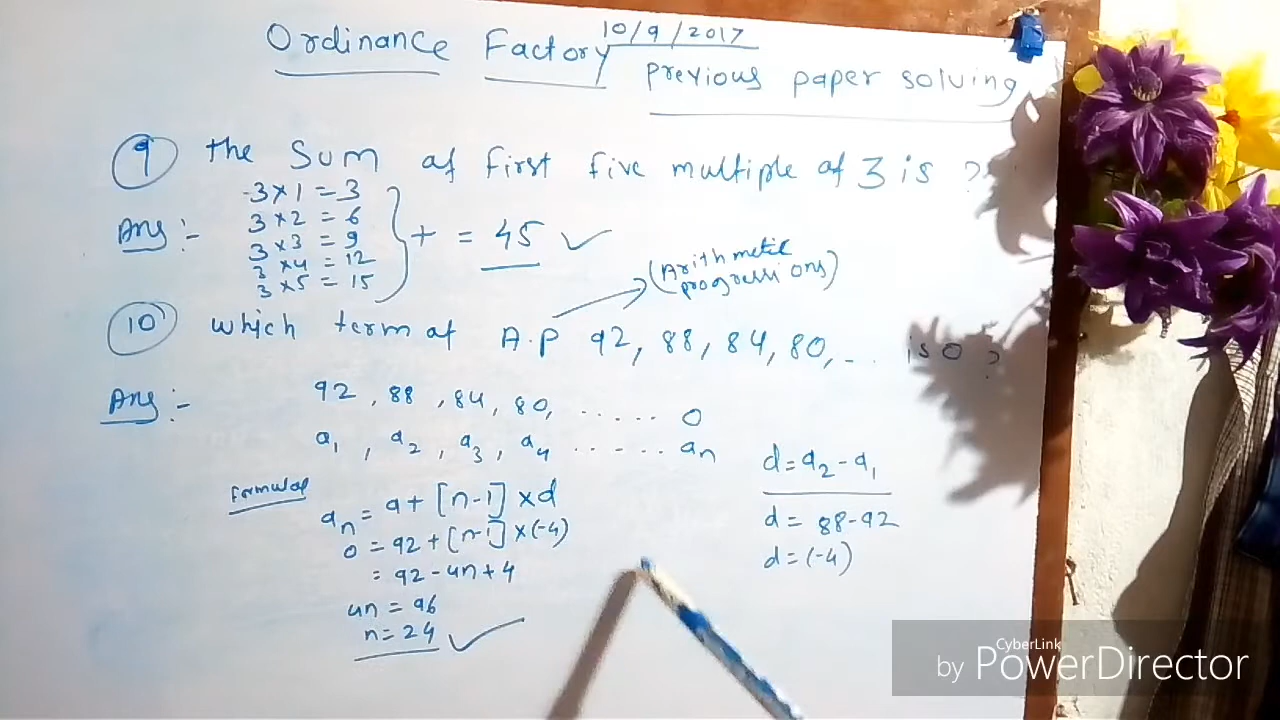 Ordinance Factory 10/9/2017
Previous paper solving
9 the Sum of first five multiple of 3 is ?
Ans :-
3×1 = 3
3×2 = 6
3×3 = 9
3×4 = 12
3×5 = 15
+ = 45 ✓
(Arithmetic
progressions)
10 which term of A.P 92, 88, 84, 80, ... is 0 ?
Ans :-
92, 88, 84, 80, ...... 0
a₁, a₂, a₃, a₄ ...... aₙ
Formula
aₙ = a + [n-1] × d
0 = 92 + [n-1] × (-4)
= 92 - 4n + 4
4n = 96
n = 24 ✓
d = a₂ - a₁
d = 88-92
d = (-4)
CyberLink
by PowerDirector